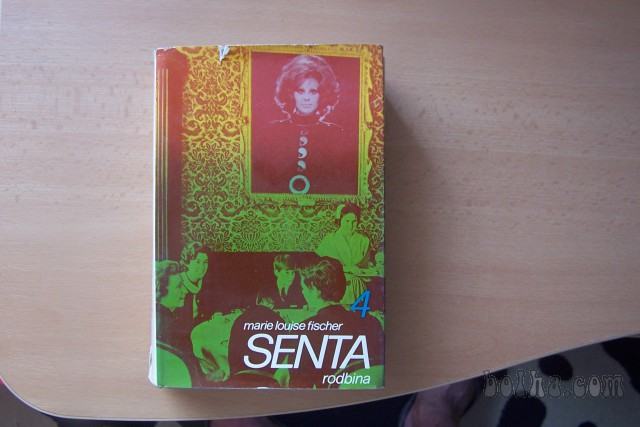 4
marie louise fischer
SENTA
rodbina
bolha.com